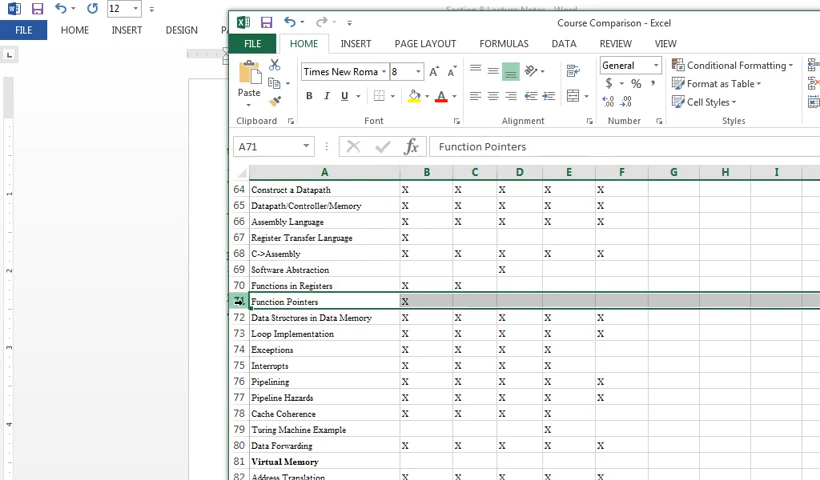 12
Section 8 Lecture Notes - Word
FILE HOME INSERT DESIGN
Course Comparison - Excel
FILE HOME INSERT PAGE LAYOUT FORMULAS DATA REVIEW VIEW
Paste
Times New Roma 8
General
Conditional Formatting
Format as Table
Cell Styles
B I U
$ % ,
Clipboard Font Alignment Number Styles
A71 fx Function Pointers
A B C D E F G H I
64 Construct a Datapath X X X X X
65 Datapath/Controller/Memory X X X X X
66 Assembly Language X X X X X
67 Register Transfer Language X
68 C->Assembly X X X X X
69 Software Abstraction X
70 Functions in Registers X X
71 Function Pointers X
72 Data Structures in Data Memory X X X X X
73 Loop Implementation X X X X X
74 Exceptions X X X X
75 Interrupts X X X X
76 Pipelining X X X X X
77 Pipeline Hazards X X X X X
78 Cache Coherence X X X X
79 Turing Machine Example X
80 Data Forwarding X X X X X
81 Virtual Memory
82 Address Translation X X X X X